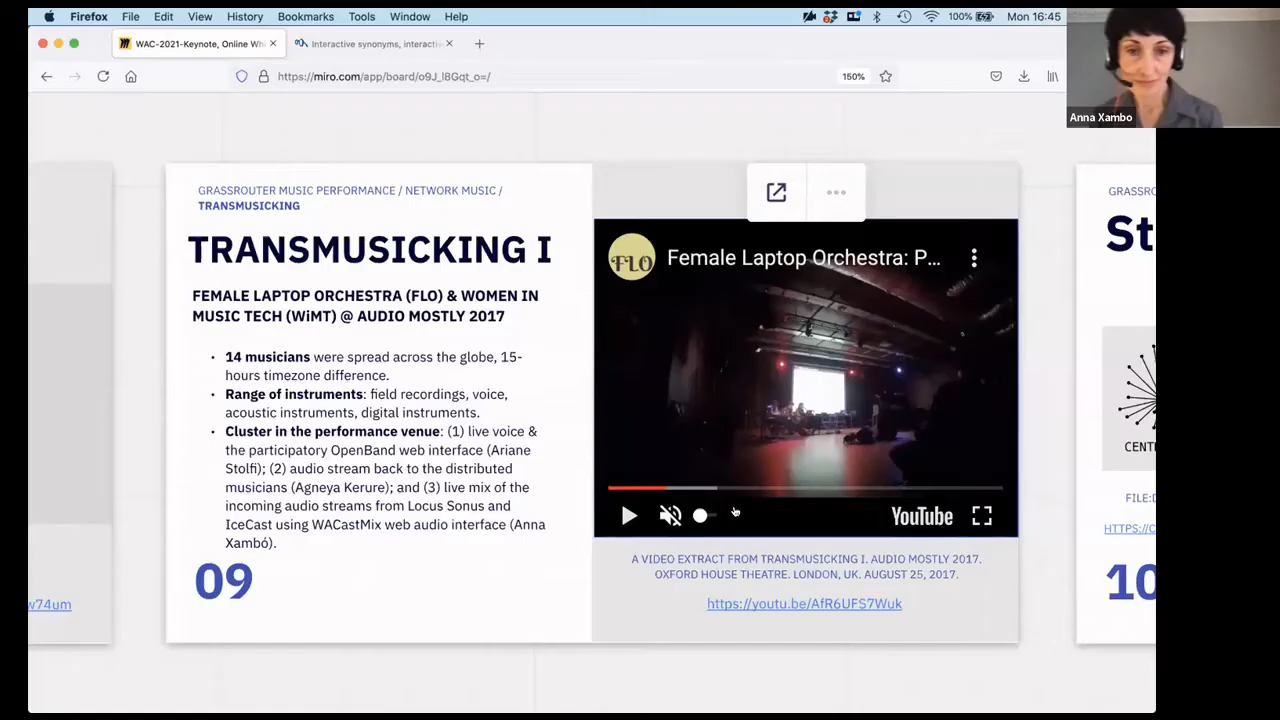 Firefox File Edit View History Bookmarks Tools Window Help
100% Mon 16:45
WAC-2021-Keynote, Online Whi
Interactive synonyms, interactiv
https://miro.com/app/board/o9J_l8Gqt_o=/
150%
Anna Xambo
GRASSROUTER MUSIC PERFORMANCE / NETWORK MUSIC /
TRANSMUSICKING
TRANSMUSICKING I
FEMALE LAPTOP ORCHESTRA (FLO) & WOMEN IN
MUSIC TECH (WiMT) @ AUDIO MOSTLY 2017
• 14 musicians were spread across the globe, 15-
hours timezone difference.
• Range of instruments: field recordings, voice,
acoustic instruments, digital instruments.
• Cluster in the performance venue: (1) live voice &
the participatory OpenBand web interface (Ariane
Stolfi); (2) audio stream back to the distributed
musicians (Agneya Kerure); and (3) live mix of the
incoming audio streams from Locus Sonus and
IceCast using WACastMix web audio interface (Anna
Xambó).
09
w74um
FLO
Female Laptop Orchestra: P...
YouTube
A VIDEO EXTRACT FROM TRANSMUSICKING I. AUDIO MOSTLY 2017.
OXFORD HOUSE THEATRE. LONDON, UK. AUGUST 25, 2017.
https://youtu.be/AfR6UFS7Wuk
GRASSRO
St
CENT
FILE:D
HTTPS://C
10